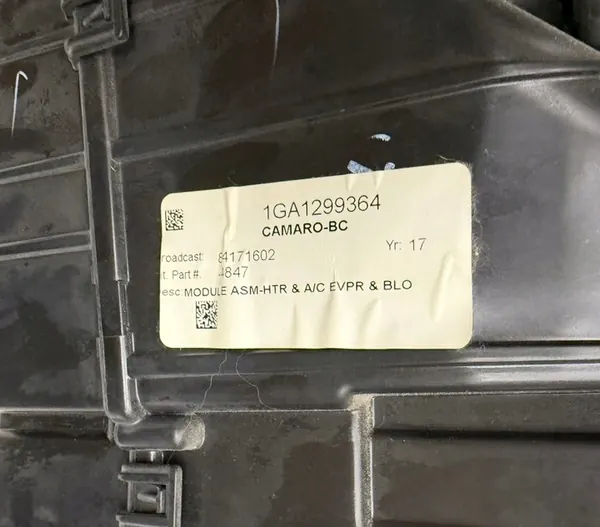 1GA1299364
CAMARO-BC
Yr: 17
roadcast: 84171602
t. Part #: 4847
esc: MODULE ASM-HTR & A/C EVPR & BLO